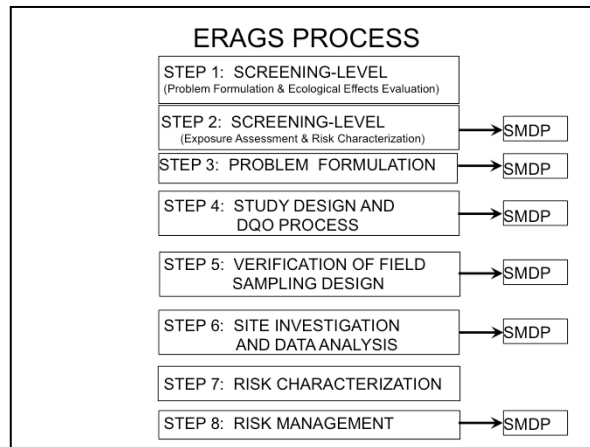 ERAGS PROCESS
STEP 1: SCREENING-LEVEL
(Problem Formulation & Ecological Effects Evaluation)
STEP 2: SCREENING-LEVEL
(Exposure Assessment & Risk Characterization)
SMDP
STEP 3: PROBLEM FORMULATION
SMDP
STEP 4: STUDY DESIGN AND
DQO PROCESS
SMDP
STEP 5: VERIFICATION OF FIELD
SAMPLING DESIGN
SMDP
STEP 6: SITE INVESTIGATION
AND DATA ANALYSIS
SMDP
STEP 7: RISK CHARACTERIZATION
STEP 8: RISK MANAGEMENT
SMDP